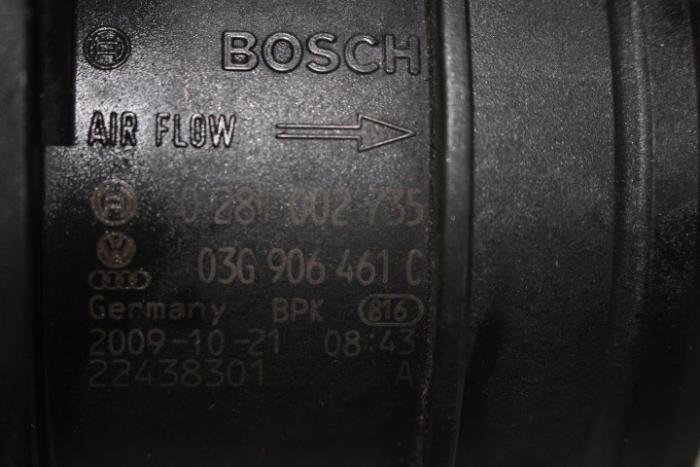 BOSCH
AIR FLOW
0 281 002 735
03G 906 461 C
Germany BPK 816
2009-10-21 08:43
22438301 A